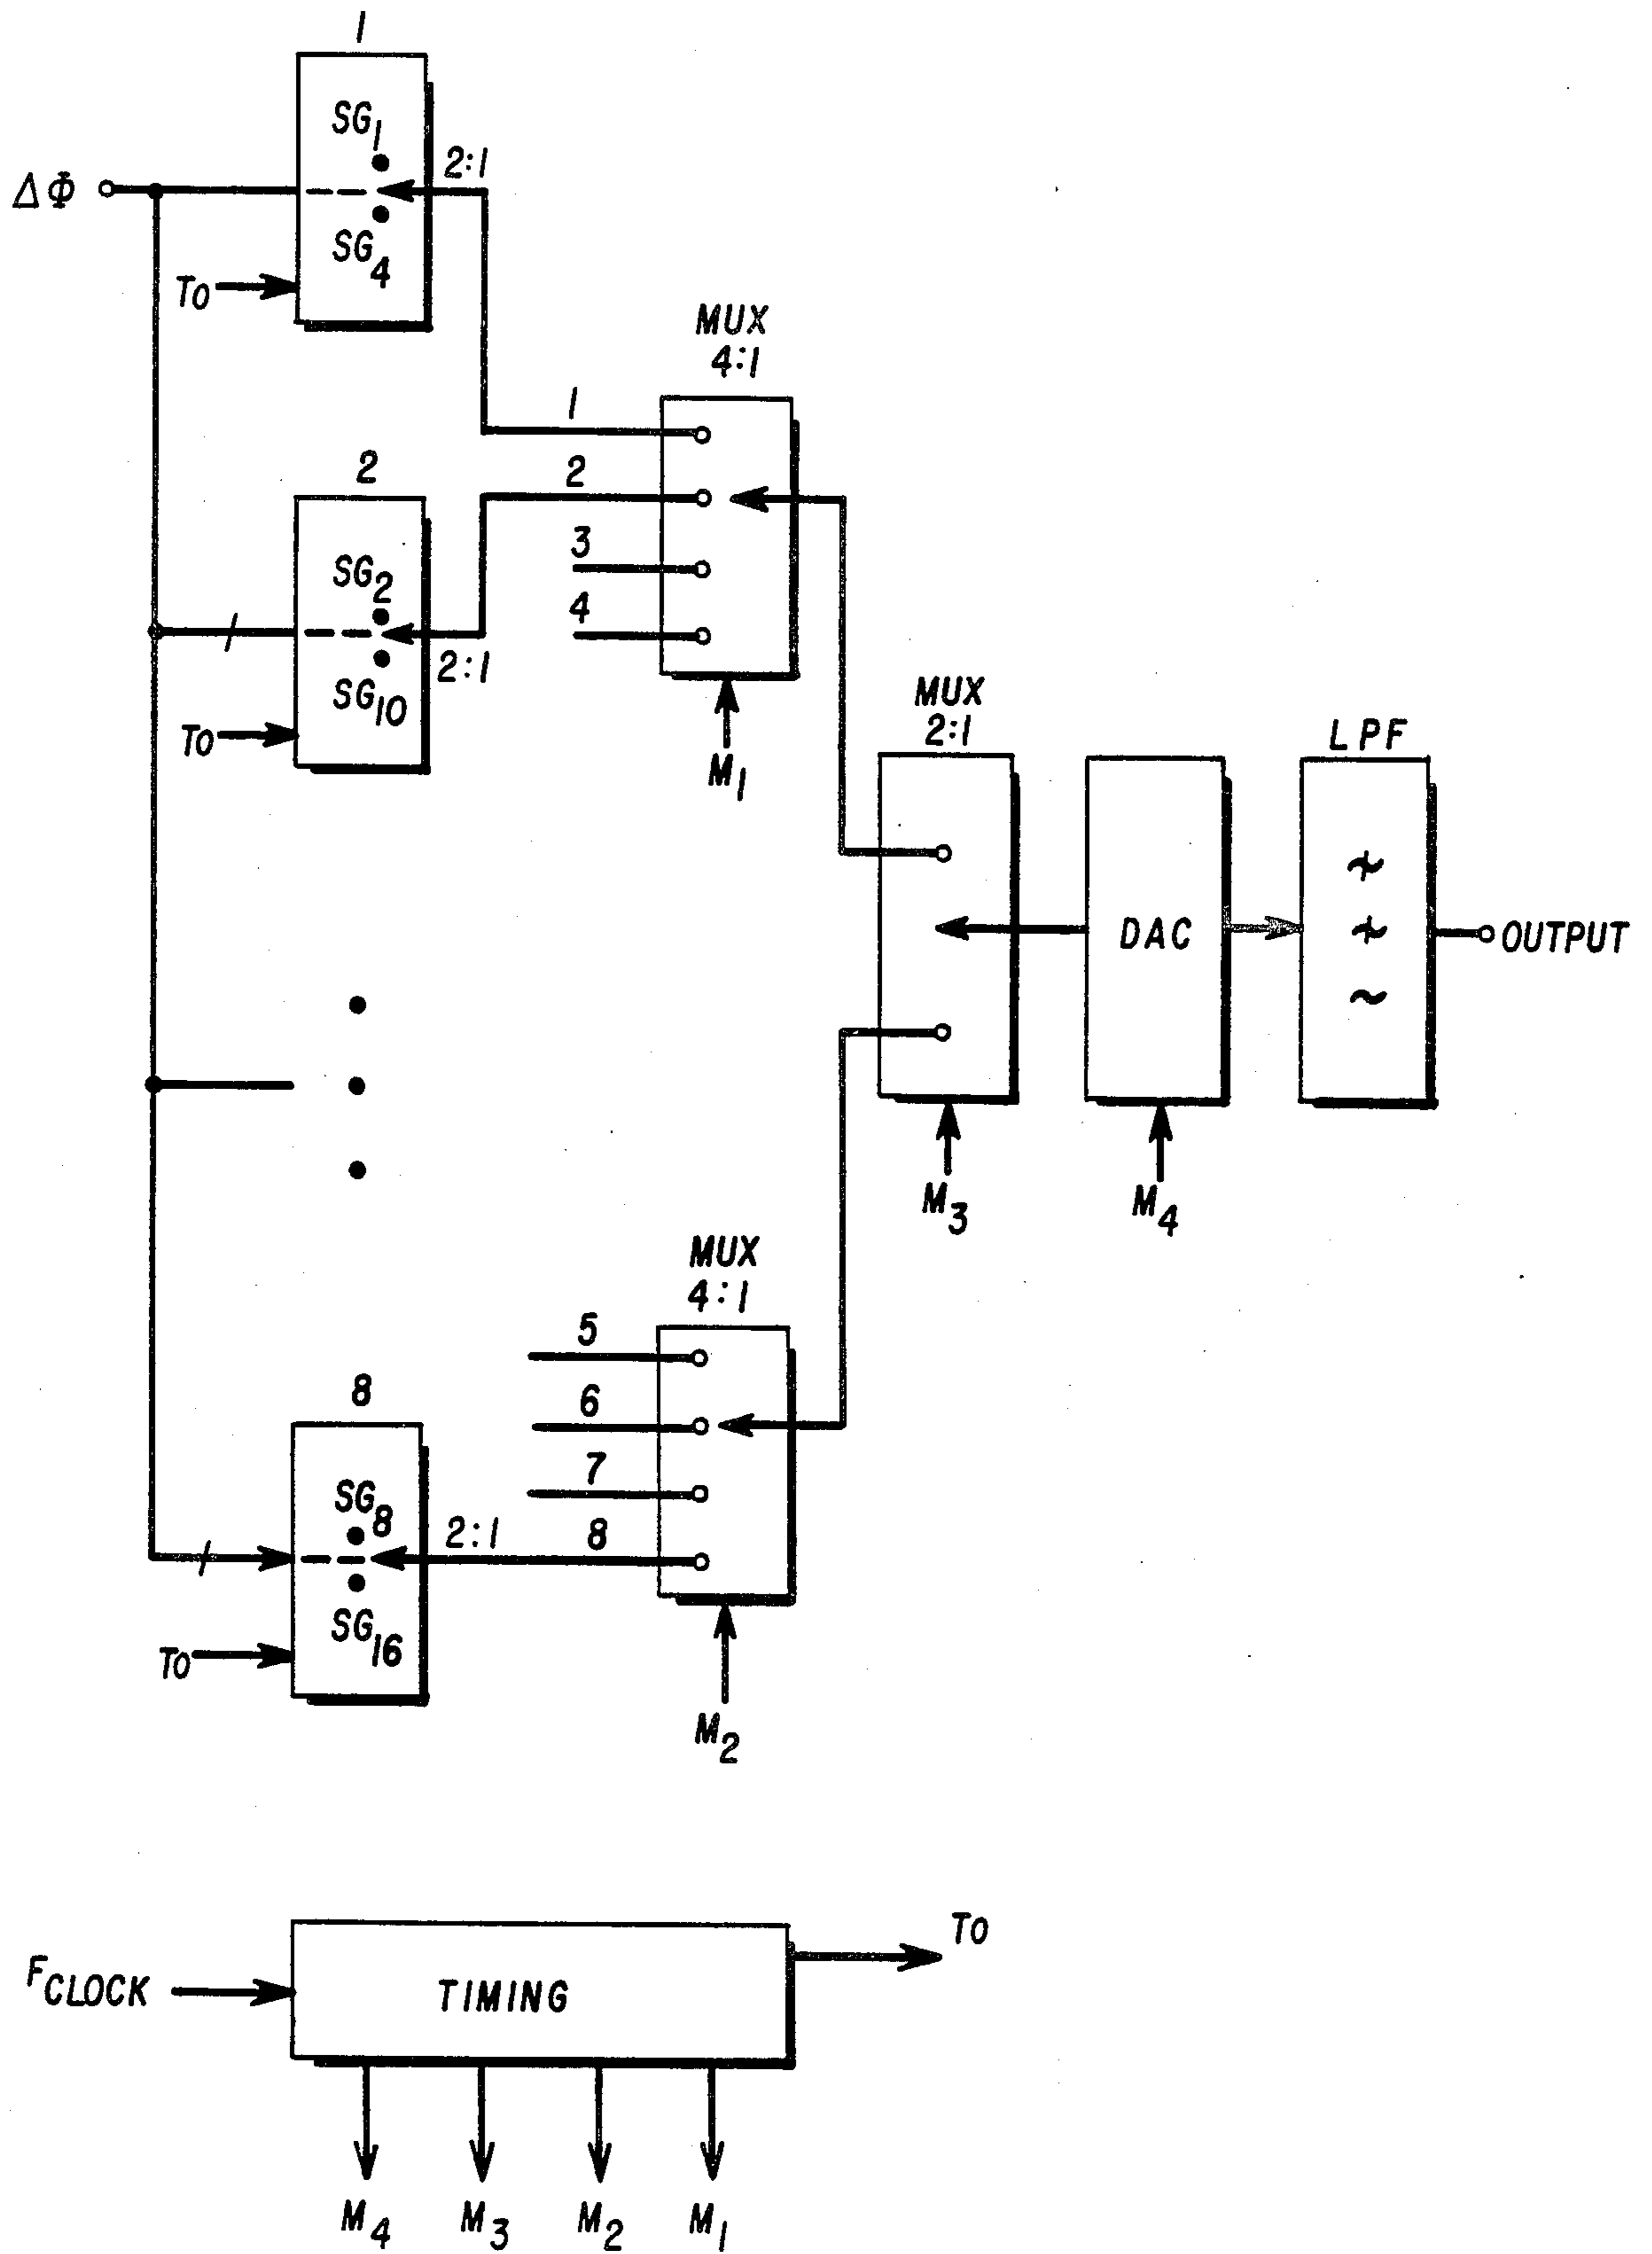 1
SG1
2:1
ΔΦ
SG4
To
MUX
4:1
1
2
2
3
4
SG2
2:1
SG10
To
M1
MUX
2:1
LPF
DAC
OUTPUT
M3
M4
MUX
4:1
5
8
6
7
SG8
2:1
8
SG16
To
M2
To
FCLOCK
TIMING
M4
M3
M2
M1